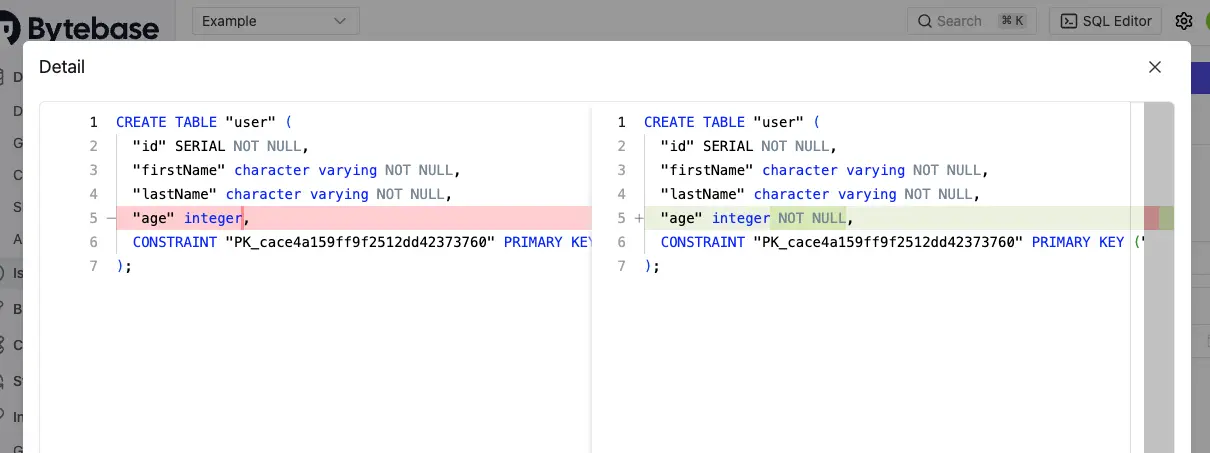 Bytebase
Example
Search
⌘ K
SQL Editor
Detail
1 CREATE TABLE "user" (
2 "id" SERIAL NOT NULL,
3 "firstName" character varying NOT NULL,
4 "lastName" character varying NOT NULL,
5 — "age" integer,
6 CONSTRAINT "PK_cace4a159ff9f2512dd42373760" PRIMARY KEY
7 );
1 CREATE TABLE "user" (
2 "id" SERIAL NOT NULL,
3 "firstName" character varying NOT NULL,
4 "lastName" character varying NOT NULL,
5 + "age" integer NOT NULL,
6 CONSTRAINT "PK_cace4a159ff9f2512dd42373760" PRIMARY KEY ("
7 );
D
D
G
C
S
A
Is
B
C
S
In